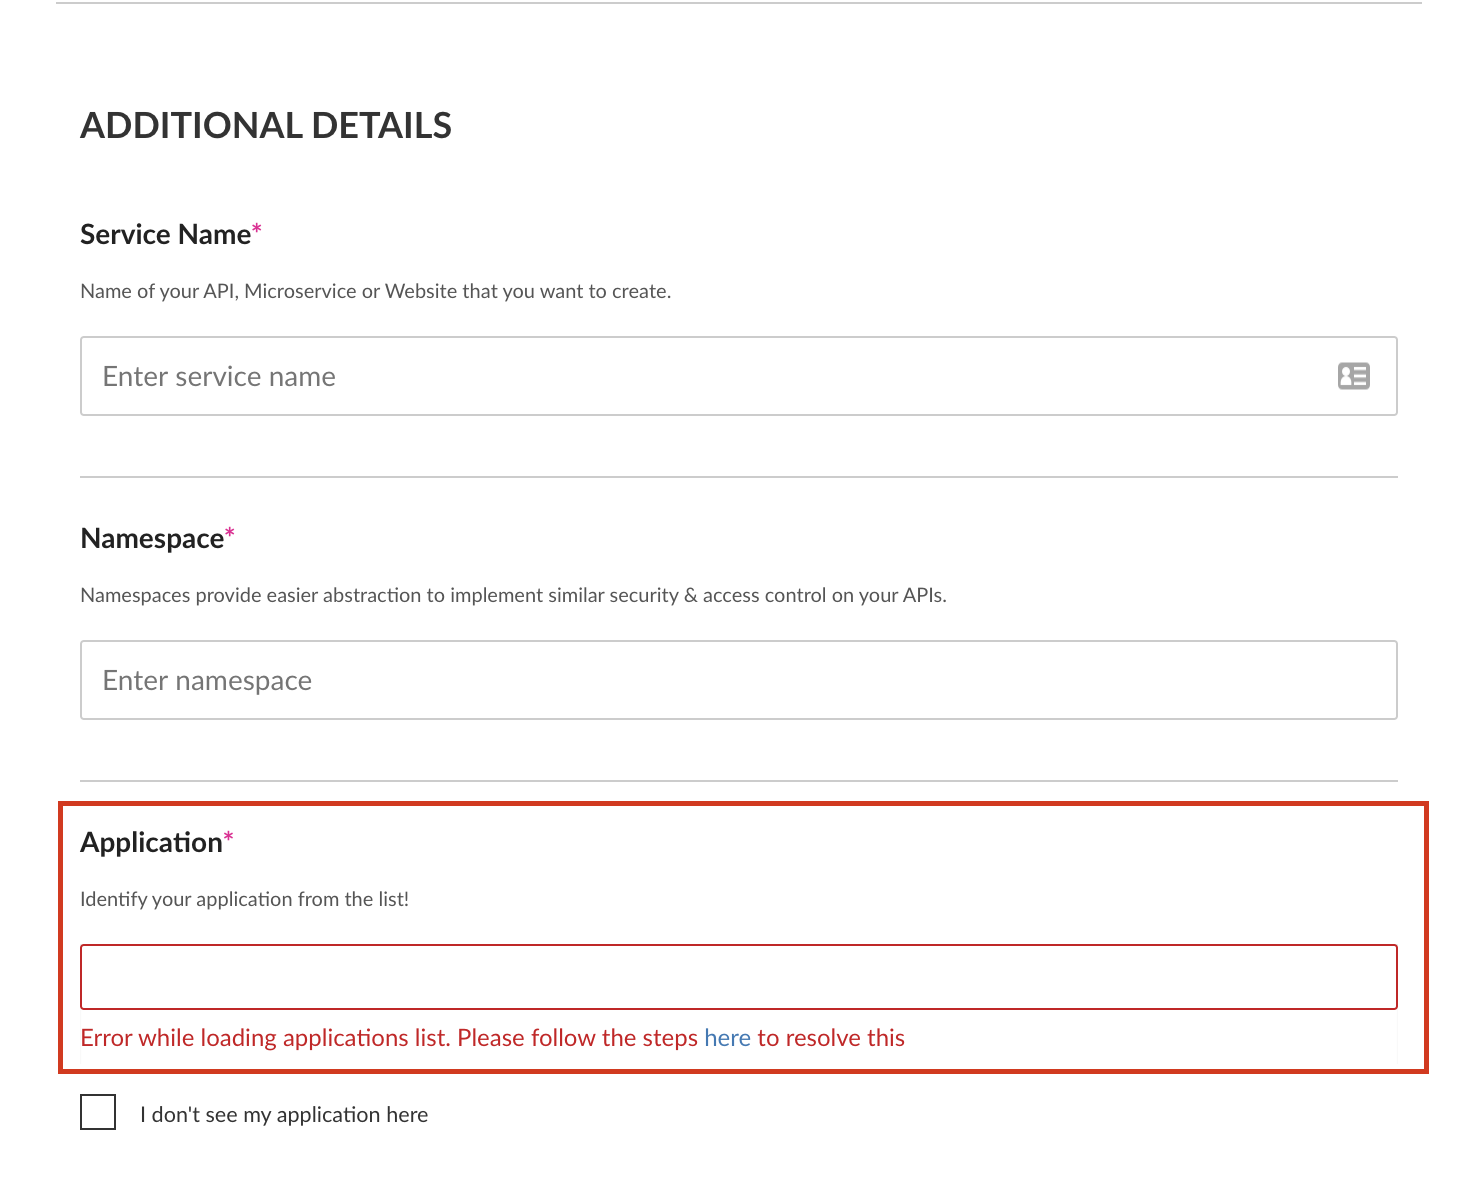 ADDITIONAL DETAILS
Service Name*
Name of your API, Microservice or Website that you want to create.
Enter service name
Namespace*
Namespaces provide easier abstraction to implement similar security & access control on your APIs.
Enter namespace
Application*
Identify your application from the list!
Error while loading applications list. Please follow the steps here to resolve this
I don't see my application here